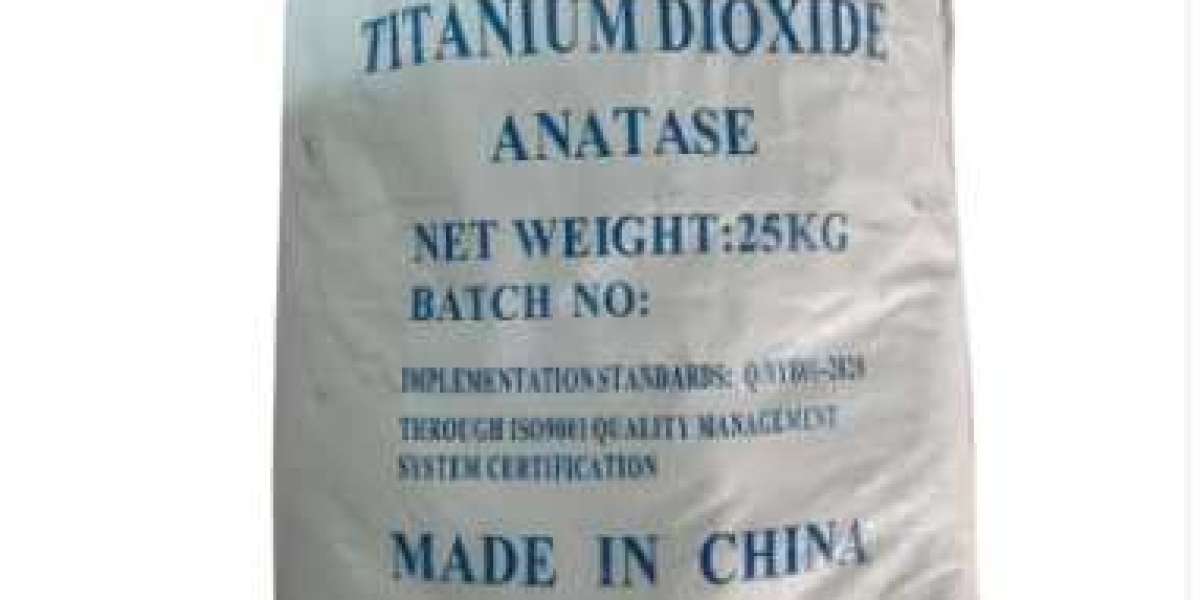 TITANIUM DIOXIDE
ANATASE
NET WEIGHT:25KG
BATCH NO:
IMPLEMENTATION STANDARDS:
THROUGH ISO9001 QUALITY MANAGEMENT
SYSTEM CERTIFICATION
MADE IN CHINA